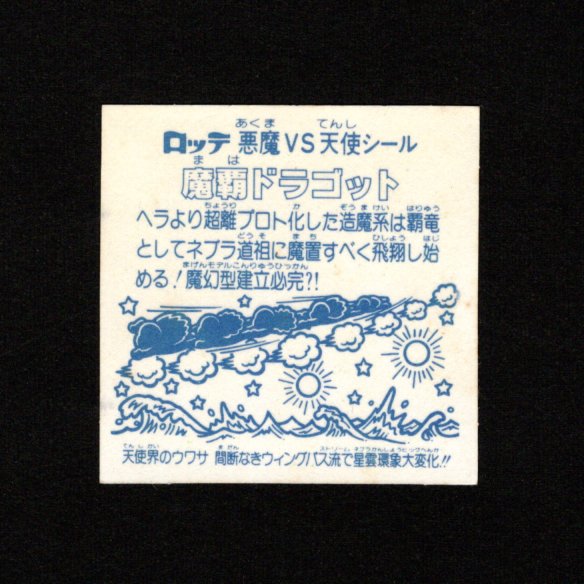 ロッテ 悪魔VS天使シール
魔覇ドラゴット
ヘラより超離プロト化した造魔系は覇竜
としてネブラ道祖に魔置すべく飛翔し始
める!魔幻型建立必完?!
天使界のウワサ 間断なきウィングパス流で星雲環象大変化!!